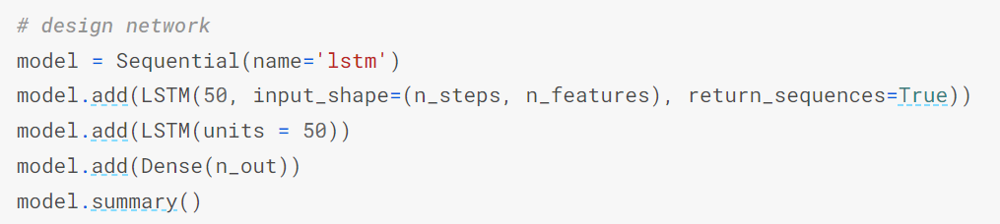 # design network
model = Sequential(name='lstm')
model.add(LSTM(50, input_shape=(n_steps, n_features), return_sequences=True))
model.add(LSTM(units = 50))
model.add(Dense(n_out))
model.summary()